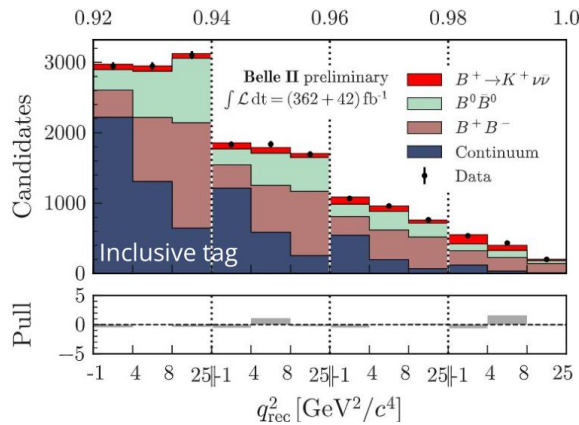 0.92 0.94 0.96 0.98 1.0
3000
2000
1000
0
Candidates
Belle II preliminary
∫ℒdt=(362+42)fb⁻¹
B⁺→K⁺νν̄
B⁰B̄⁰
B⁺B⁻
Continuum
Data
Inclusive tag
Pull
5
0
−5
-1 4 8 25||-1 4 8 25||-1 4 8 25||-1 4 8 25
q²rec [GeV²/c⁴]